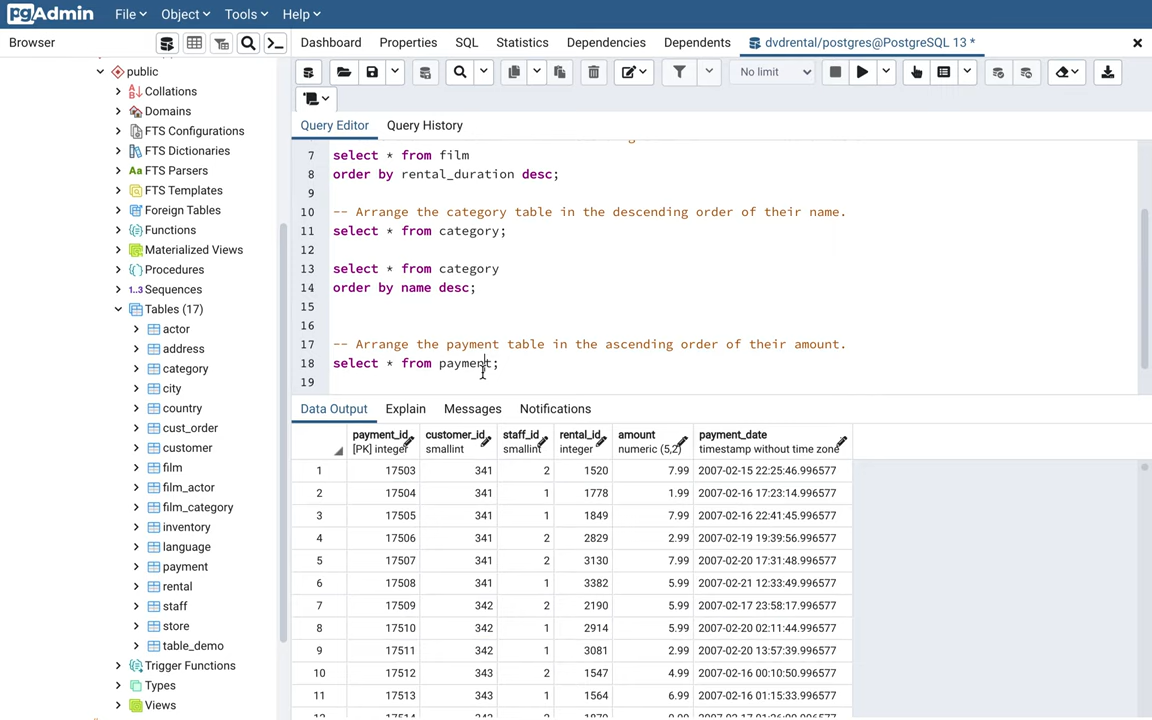 pgAdmin File Object Tools Help
Browser Dashboard Properties SQL Statistics Dependencies Dependents dvdrental/postgres@PostgreSQL 13 *
No limit
Query Editor Query History
public
Collations
Domains
FTS Configurations
FTS Dictionaries
Aa FTS Parsers
FTS Templates
Foreign Tables
Functions
Materialized Views
Procedures
1..3 Sequences
Tables (17)
actor
address
category
city
country
cust_order
customer
film
film_actor
film_category
inventory
language
payment
rental
staff
store
table_demo
Trigger Functions
Types
Views
7 select * from film
8 order by rental_duration desc;
9
10 -- Arrange the category table in the descending order of their name.
11 select * from category;
12
13 select * from category
14 order by name desc;
15
16
17 -- Arrange the payment table in the ascending order of their amount.
18 select * from payment;
19
Data Output Explain Messages Notifications
payment_id customer_id staff_id rental_id amount payment_date
[PK] integer smallint smallint integer numeric (5,2) timestamp without time zone
1 17503 341 2 1520 7.99 2007-02-15 22:25:46.996577
2 17504 341 1 1778 1.99 2007-02-16 17:23:14.996577
3 17505 341 1 1849 7.99 2007-02-16 22:41:45.996577
4 17506 341 2 2829 2.99 2007-02-19 19:39:56.996577
5 17507 341 2 3130 7.99 2007-02-20 17:31:48.996577
6 17508 341 1 3382 5.99 2007-02-21 12:33:49.996577
7 17509 342 2 2190 5.99 2007-02-17 23:58:17.996577
8 17510 342 1 2914 5.99 2007-02-20 02:11:44.996577
9 17511 342 1 3081 2.99 2007-02-20 13:57:39.996577
10 17512 343 2 1547 4.99 2007-02-16 00:10:50.996577
11 17513 343 1 1564 6.99 2007-02-16 01:15:33.996577